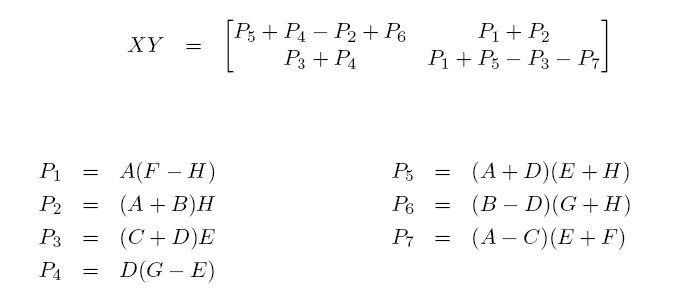 XY = [ P₅ + P₄ − P₂ + P₆    P₁ + P₂
P₃ + P₄    P₁ + P₅ − P₃ − P₇ ]
P₁ = A(F − H)
P₂ = (A + B)H
P₃ = (C + D)E
P₄ = D(G − E)
P₅ = (A + D)(E + H)
P₆ = (B − D)(G + H)
P₇ = (A − C)(E + F)